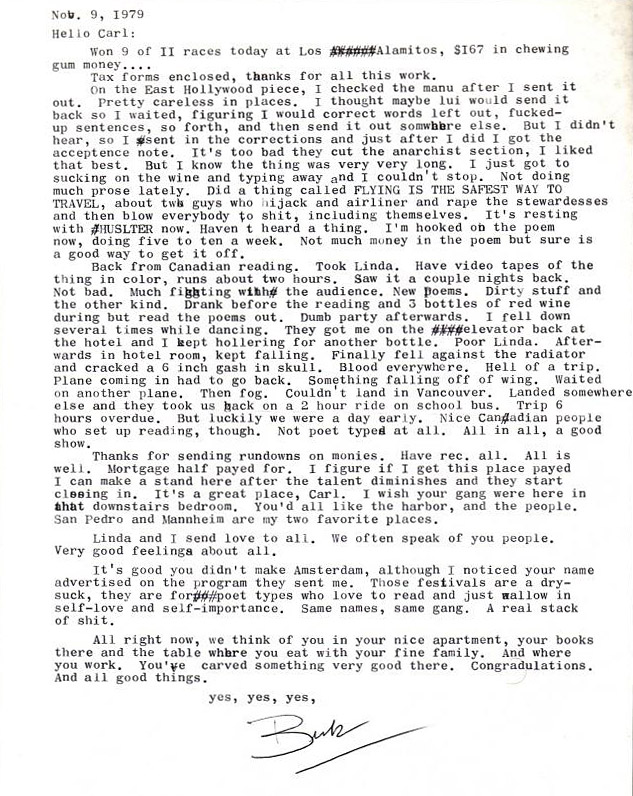 Nov. 9, 1979
Hello Carl:
Won 9 of II races today at Los ######Alamitos, $I67 in chewing
gum money....
Tax forms enclosed, thanks for all this work.
On the East Hollywood piece, I checked the manu after I sent it
out. Pretty careless in places. I thought maybe lui would send it
back so I waited, figuring I would correct words left out, fucked-
up sentences, so forth, and then send it out somwhere else. But I didn't
hear, so I #sent in the corrections and just after I did I got the
acceptence note. It's too bad they cut the anarchist section, I liked
that best. But I know the thing was very very long. I just got to
sucking on the wine and typing away and I couldn't stop. Not doing
much prose lately. Did a thing called FLYING IS THE SAFEST WAY TO
TRAVEL, about two guys who hijack and airliner and rape the stewardesses
and then blow everybody to shit, including themselves. It's resting
with #HUSLTER now. Haven t heard a thing. I'm hooked on the poem
now, doing five to ten a week. Not much money in the poem but sure is
a good way to get it off.
Back from Canadian reading. Took Linda. Have video tapes of the
thing in color, runs about two hours. Saw it a couple nights back.
Not bad. Much fighting with# the audience. New poems. Dirty stuff and
the other kind. Drank before the reading and 3 bottles of red wine
during but read the poems out. Dumb party afterwards. I fell down
several times while dancing. They got me on the ####elevator back at
the hotel and I kept hollering for another bottle. Poor Linda. After-
wards in hotel room, kept falling. Finally fell against the radiator
and cracked a 6 inch gash in skull. Blood everywhere. Hell of a trip.
Plane coming in had to go back. Something falling off of wing. Waited
on another plane. Then fog. Couldn't land in Vancouver. Landed somewhere
else and they took us back on a 2 hour ride on school bus. Trip 6
hours overdue. But luckily we were a day early. Nice Canadian people
who set up reading, though. Not poet types at all. All in all, a good
show.
Thanks for sending rundowns on monies. Have rec. all. All is
well. Mortgage half payed for. I figure if I get this place payed
I can make a stand here after the talent diminishes and they start
closing in. It's a great place, Carl. I wish your gang were here in
that downstairs bedroom. You'd all like the harbor, and the people.
San Pedro and Mannheim are my two favorite places.
Linda and I send love to all. We often speak of you people.
Very good feelings about all.
It's good you didn't make Amsterdam, although I noticed your name
advertised on the program they sent me. Those festivals are a dry-
suck, they are for###poet types who love to read and just wallow in
self-love and self-importance. Same names, same gang. A real stack
of shit.
All right now, we think of you in your nice apartment, your books
there and the table where you eat with your fine family. And where
you work. You've carved something very good there. Congradulations.
And all good things.
yes, yes, yes,
Buk